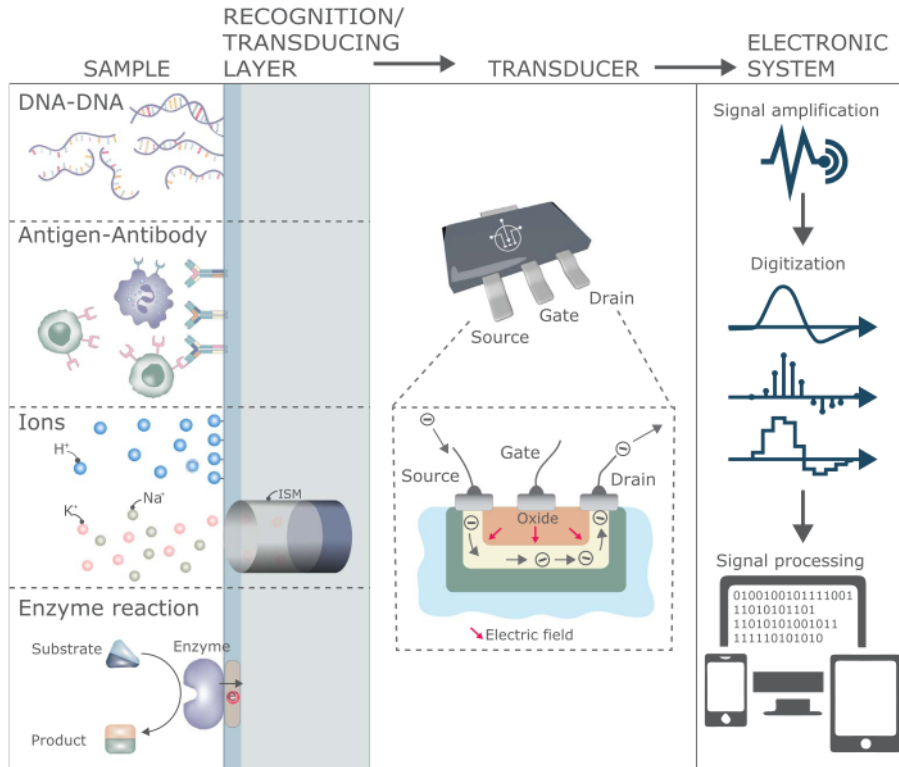 SAMPLE
RECOGNITION/
TRANSDUCING
LAYER
TRANSDUCER
ELECTRONIC
SYSTEM
DNA-DNA
Antigen-Antibody
Ions
H⁺
K⁺
Na⁺
ISM
Enzyme reaction
Substrate
Enzyme
Product
Source
Gate
Drain
Source
Gate
Drain
Oxide
Electric field
Signal amplification
Digitization
Signal processing
0100100101111001
11010101101
11010101001011
111110101010